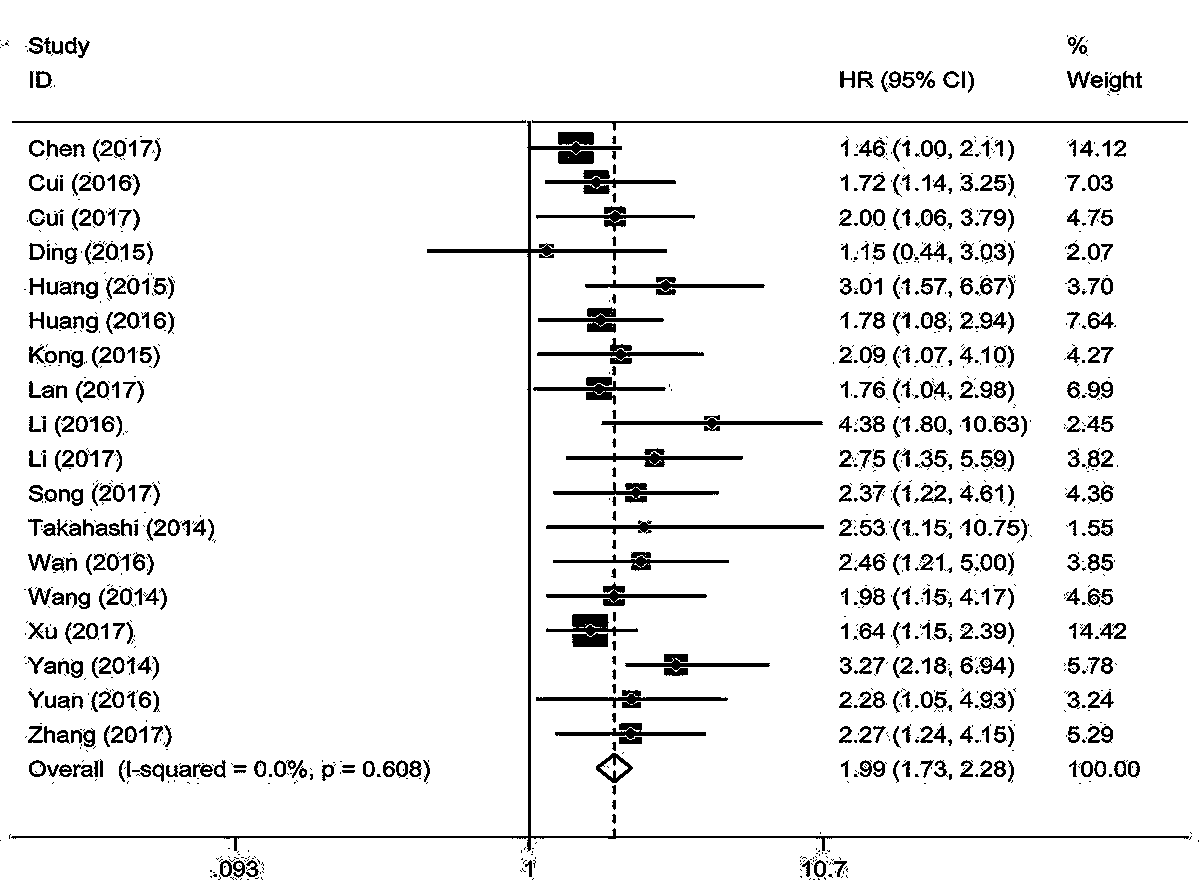 Study %
ID HR (95% CI) Weight
Chen (2017) 1.46 (1.00, 2.11) 14.12
Cui (2016) 1.72 (1.14, 3.25) 7.03
Cui (2017) 2.00 (1.06, 3.79) 4.75
Ding (2015) 1.15 (0.44, 3.03) 2.07
Huang (2015) 3.01 (1.57, 6.67) 3.70
Huang (2016) 1.78 (1.08, 2.94) 7.64
Kong (2015) 2.09 (1.07, 4.10) 4.27
Lan (2017) 1.76 (1.04, 2.98) 6.99
Li (2016) 4.38 (1.80, 10.63) 2.45
Li (2017) 2.75 (1.35, 5.59) 3.82
Song (2017) 2.37 (1.22, 4.61) 4.36
Takahashi (2014) 2.53 (1.15, 10.75) 1.55
Wan (2016) 2.46 (1.21, 5.00) 3.85
Wang (2014) 1.98 (1.15, 4.17) 4.65
Xu (2017) 1.64 (1.15, 2.39) 14.42
Yang (2014) 3.27 (2.18, 6.94) 5.78
Yuan (2016) 2.28 (1.05, 4.93) 3.24
Zhang (2017) 2.27 (1.24, 4.15) 5.29
Overall (I-squared = 0.0%, p = 0.608) 1.99 (1.73, 2.28) 100.00
.093 1 10.7